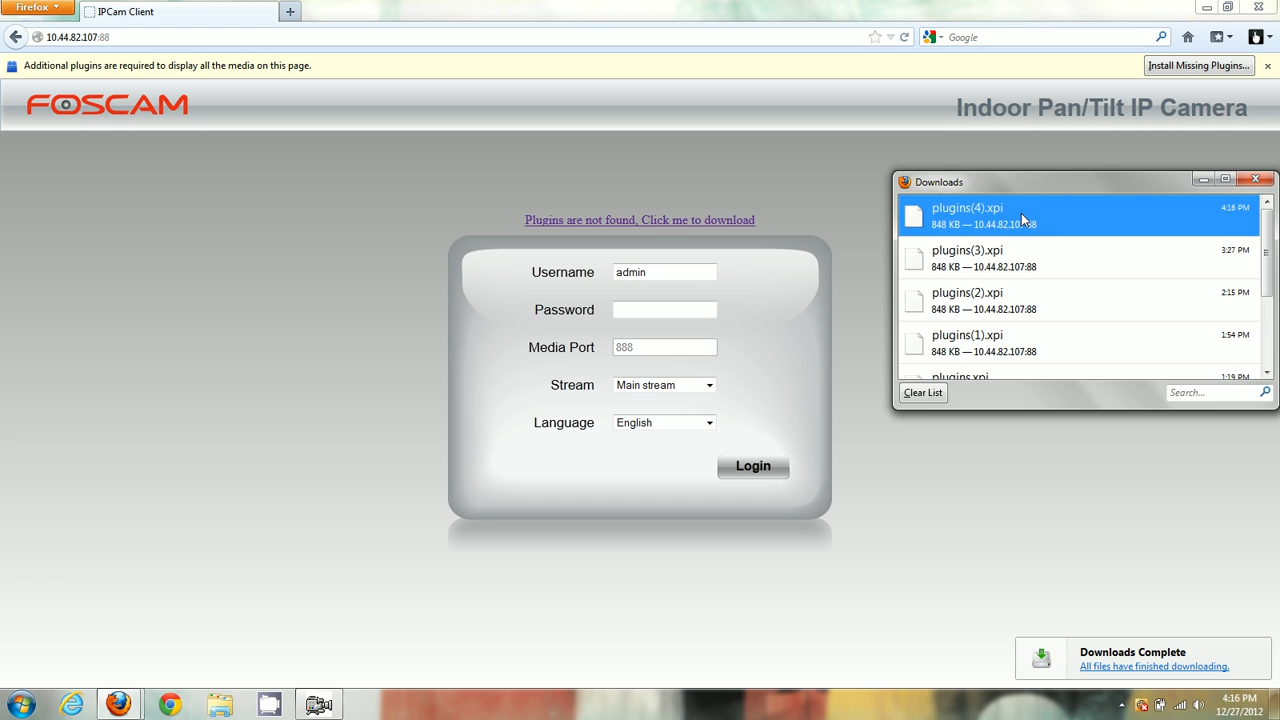 Firefox
IPCam Client
10.44.82.107:88
Google
Additional plugins are required to display all the media on this page.
Install Missing Plugins...
FOSCAM
Indoor Pan/Tilt IP Camera
Plugins are not found, Click me to download
Username
admin
Password
Media Port
888
Stream
Main stream
Language
English
Login
Downloads
plugins(4).xpi
4:16 PM
848 KB — 10.44.82.107:88
plugins(3).xpi
3:27 PM
848 KB — 10.44.82.107:88
plugins(2).xpi
2:15 PM
848 KB — 10.44.82.107:88
plugins(1).xpi
1:54 PM
848 KB — 10.44.82.107:88
plugins.xpi
1:19 PM
Clear List
Search...
Downloads Complete
All files have finished downloading.
4:16 PM
12/27/2012